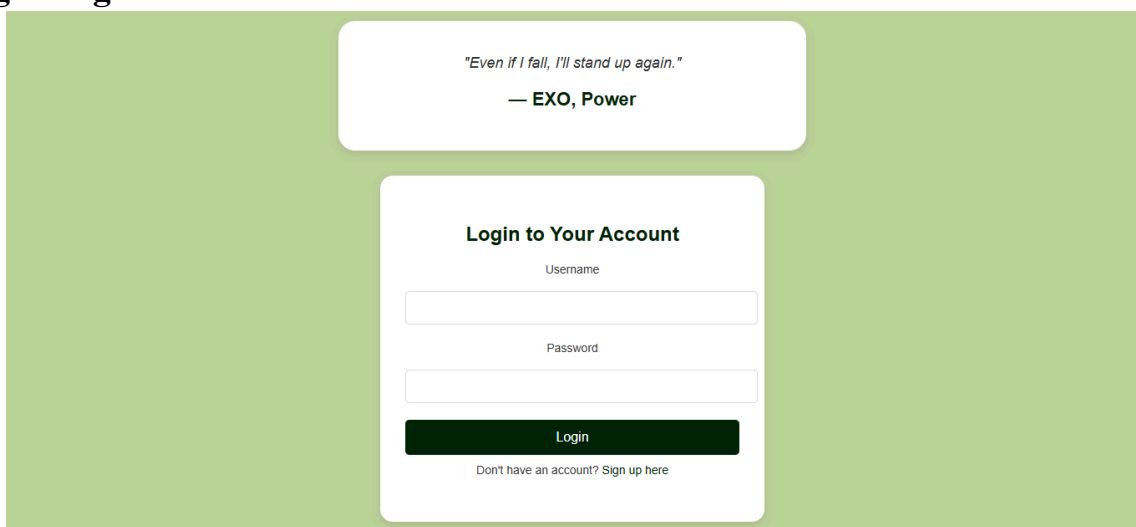 "Even if I fall, I'll stand up again."
— EXO, Power
Login to Your Account
Username
Password
Login
Don't have an account? Sign up here